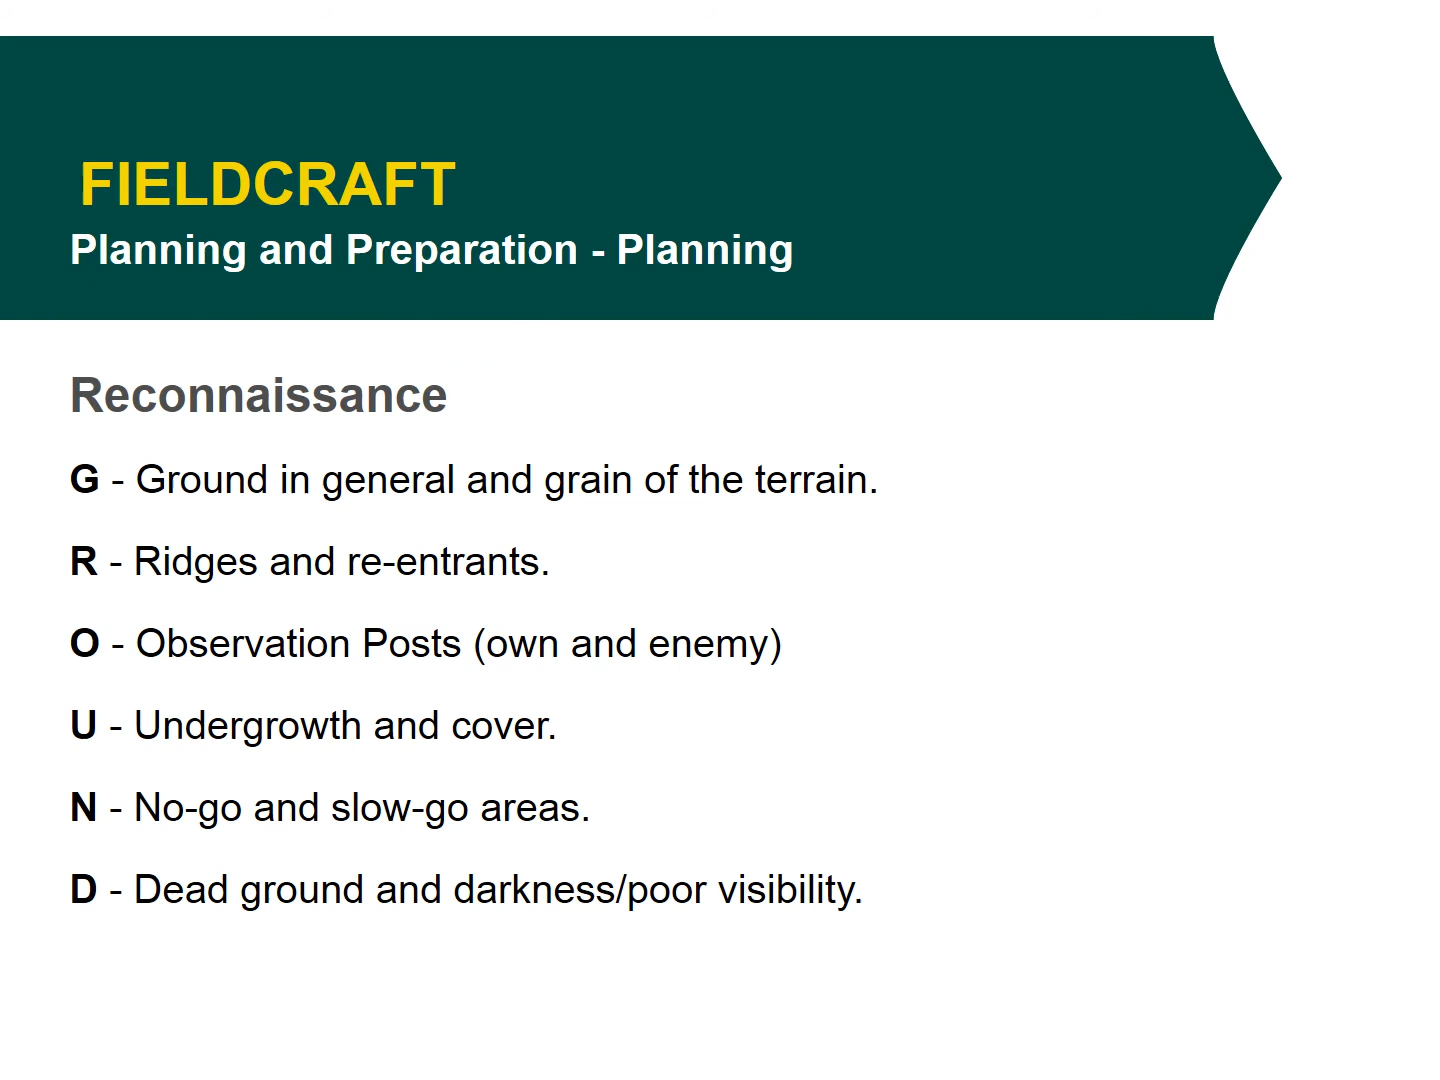 FIELDCRAFT
Planning and Preparation - Planning
Reconnaissance
G - Ground in general and grain of the terrain.
R - Ridges and re-entrants.
O - Observation Posts (own and enemy)
U - Undergrowth and cover.
N - No-go and slow-go areas.
D - Dead ground and darkness/poor visibility.